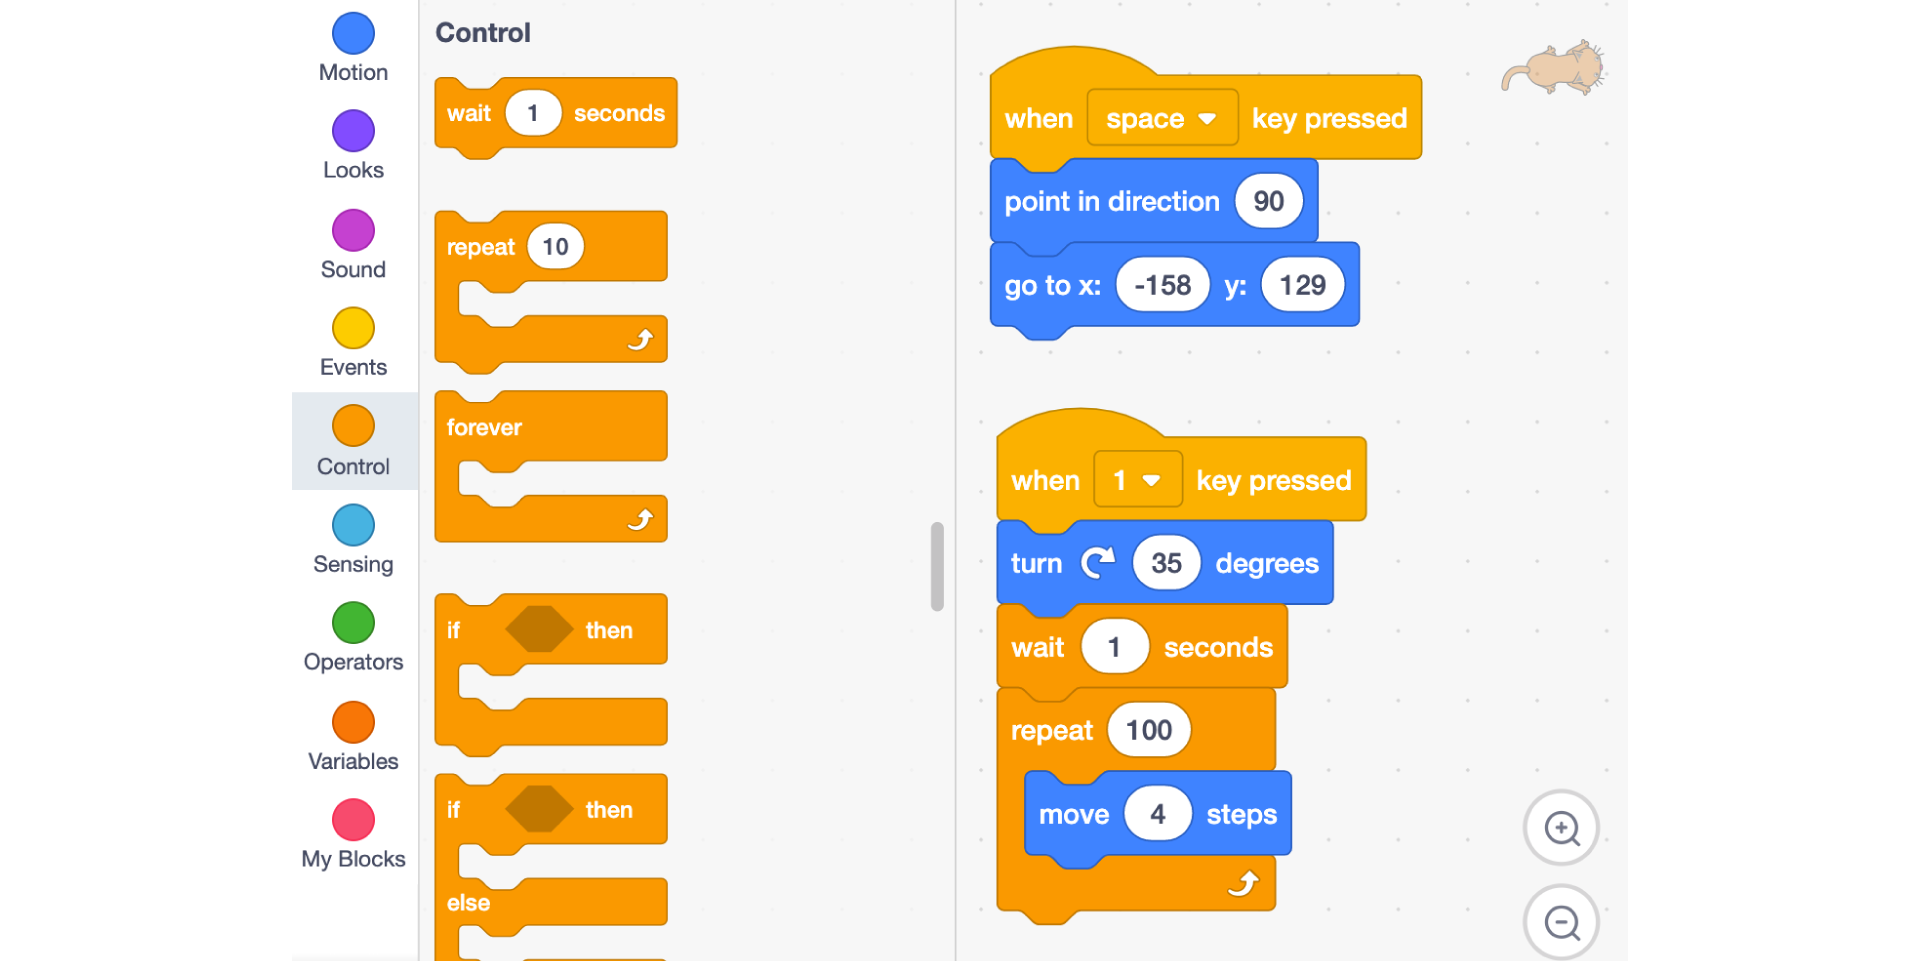 Motion
Looks
Sound
Events
Control
Sensing
Operators
Variables
My Blocks
Control
wait 1 seconds
repeat 10
forever
if then
if then
else
when space key pressed
point in direction 90
go to x: -158 y: 129
when 1 key pressed
turn 35 degrees
wait 1 seconds
repeat 100
move 4 steps